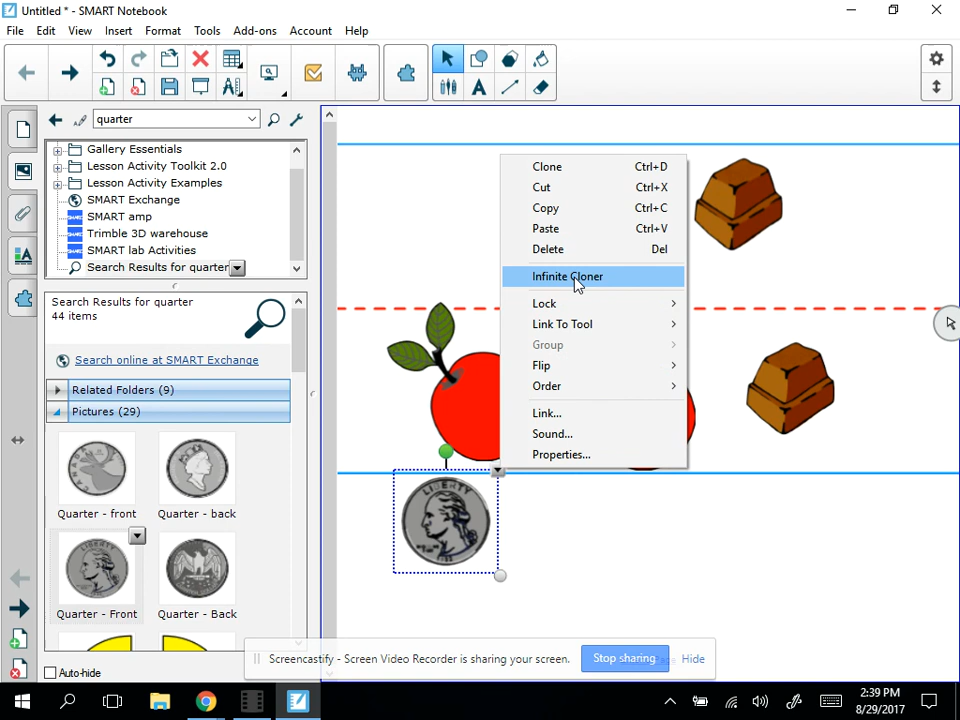 Untitled * - SMART Notebook
File Edit View Insert Format Tools Add-ons Account Help
quarter
Gallery Essentials
Lesson Activity Toolkit 2.0
Lesson Activity Examples
SMART Exchange
SMART amp
Trimble 3D warehouse
SMART lab Activities
Search Results for quarter
Search Results for quarter
44 items
Search online at SMART Exchange
Related Folders (9)
Pictures (29)
Quarter - front Quarter - back
Quarter - Front Quarter - Back
Auto-hide
Clone Ctrl+D
Cut Ctrl+X
Copy Ctrl+C
Paste Ctrl+V
Delete Del
Infinite Cloner
Lock
Link To Tool
Group
Flip
Order
Link...
Sound...
Properties...
LIBERTY
Screencastify - Screen Video Recorder is sharing your screen. Stop sharing Hide
2:39 PM
8/29/2017